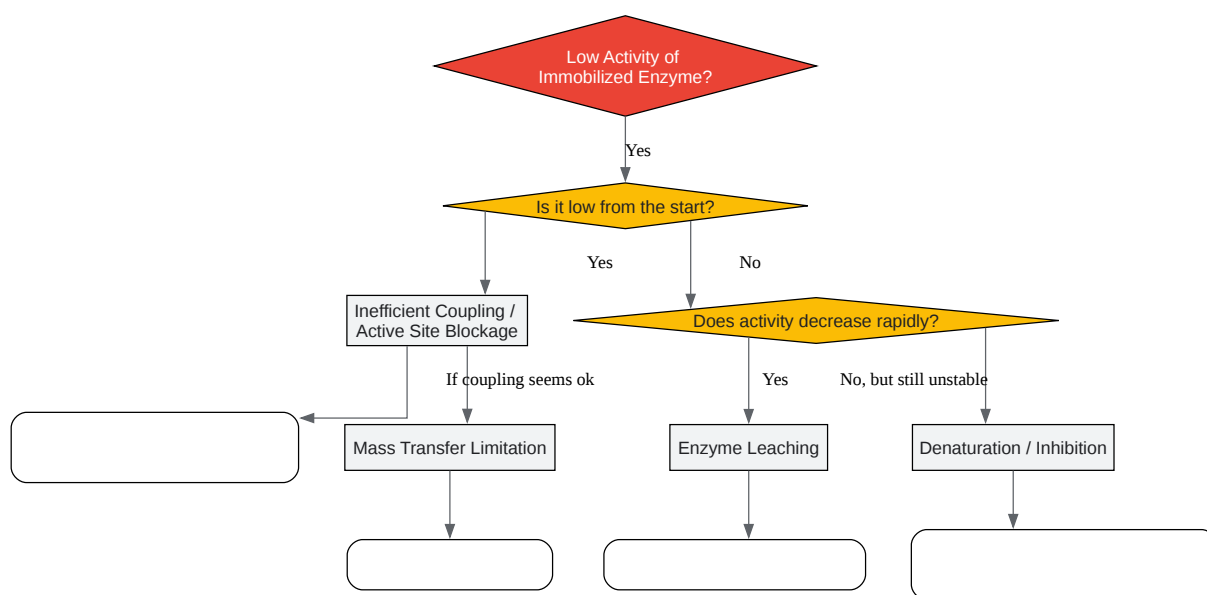 Low Activity of
Immobilized Enzyme?
Yes
Is it low from the start?
Yes
No
Inefficient Coupling /
Active Site Blockage
Does activity decrease rapidly?
If coupling seems ok
Yes
No, but still unstable
Mass Transfer Limitation
Enzyme Leaching
Denaturation / Inhibition